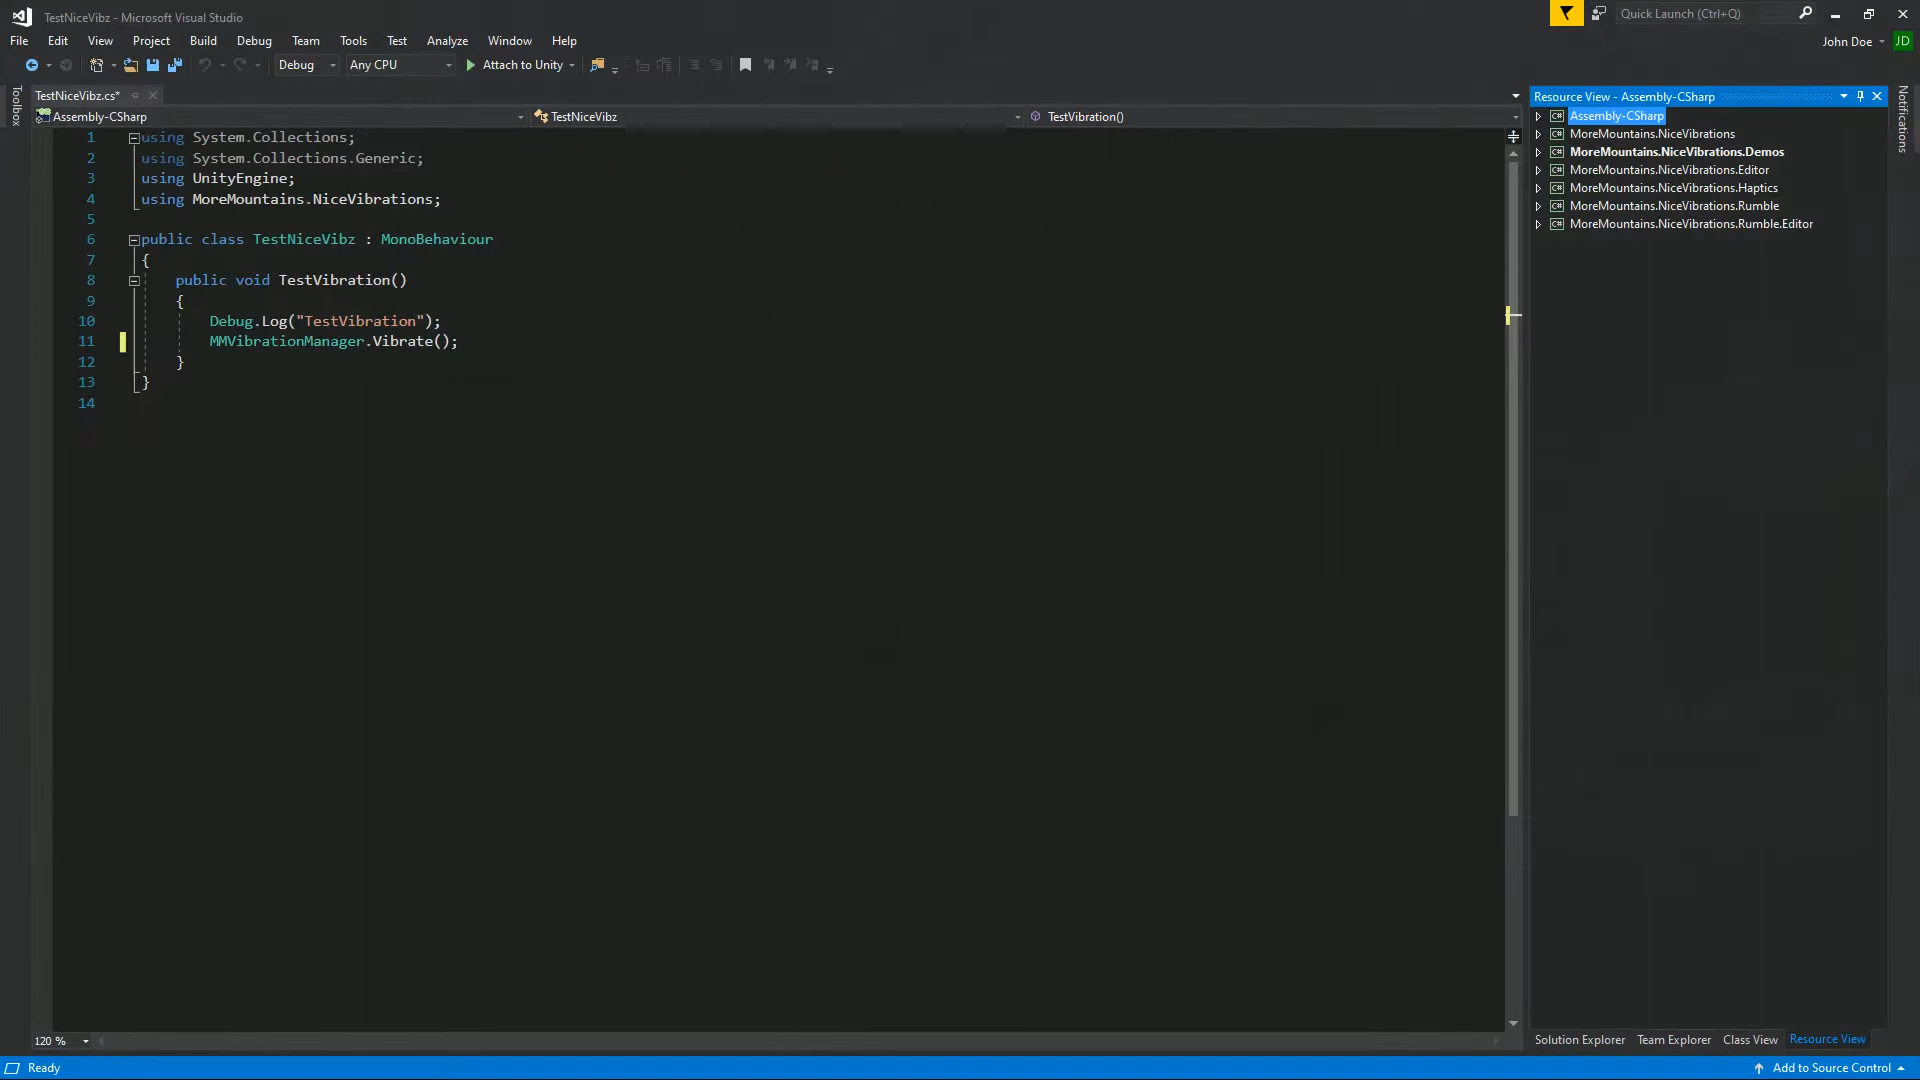 TestNiceVibz - Microsoft Visual Studio
Quick Launch (Ctrl+Q)
File Edit View Project Build Debug Team Tools Test Analyze Window Help
John Doe JD
Debug Any CPU Attach to Unity
Toolbox
TestNiceVibz.cs*
Assembly-CSharp TestNiceVibz TestVibration()
1 using System.Collections;
2 using System.Collections.Generic;
3 using UnityEngine;
4 using MoreMountains.NiceVibrations;
5
6 public class TestNiceVibz : MonoBehaviour
7 {
8 public void TestVibration()
9 {
10 Debug.Log("TestVibration");
11 MMVibrationManager.Vibrate();
12 }
13 }
14
120 %
Resource View - Assembly-CSharp
Assembly-CSharp
MoreMountains.NiceVibrations
MoreMountains.NiceVibrations.Demos
MoreMountains.NiceVibrations.Editor
MoreMountains.NiceVibrations.Haptics
MoreMountains.NiceVibrations.Rumble
MoreMountains.NiceVibrations.Rumble.Editor
Notifications
Solution Explorer Team Explorer Class View Resource View
Ready
Add to Source Control